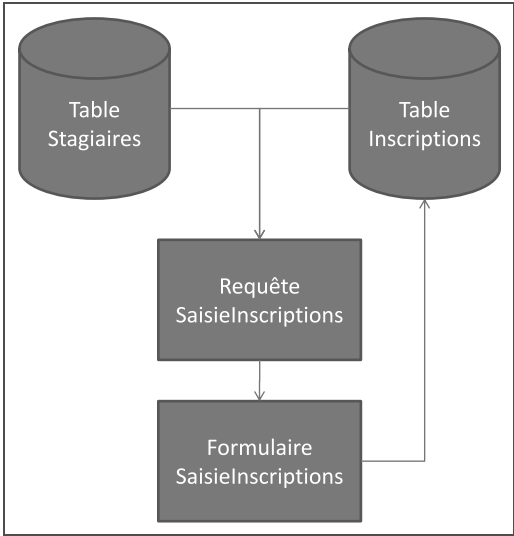 Table
Stagiaires
Table
Inscriptions
Requête
SaisieInscriptions
Formulaire
SaisieInscriptions